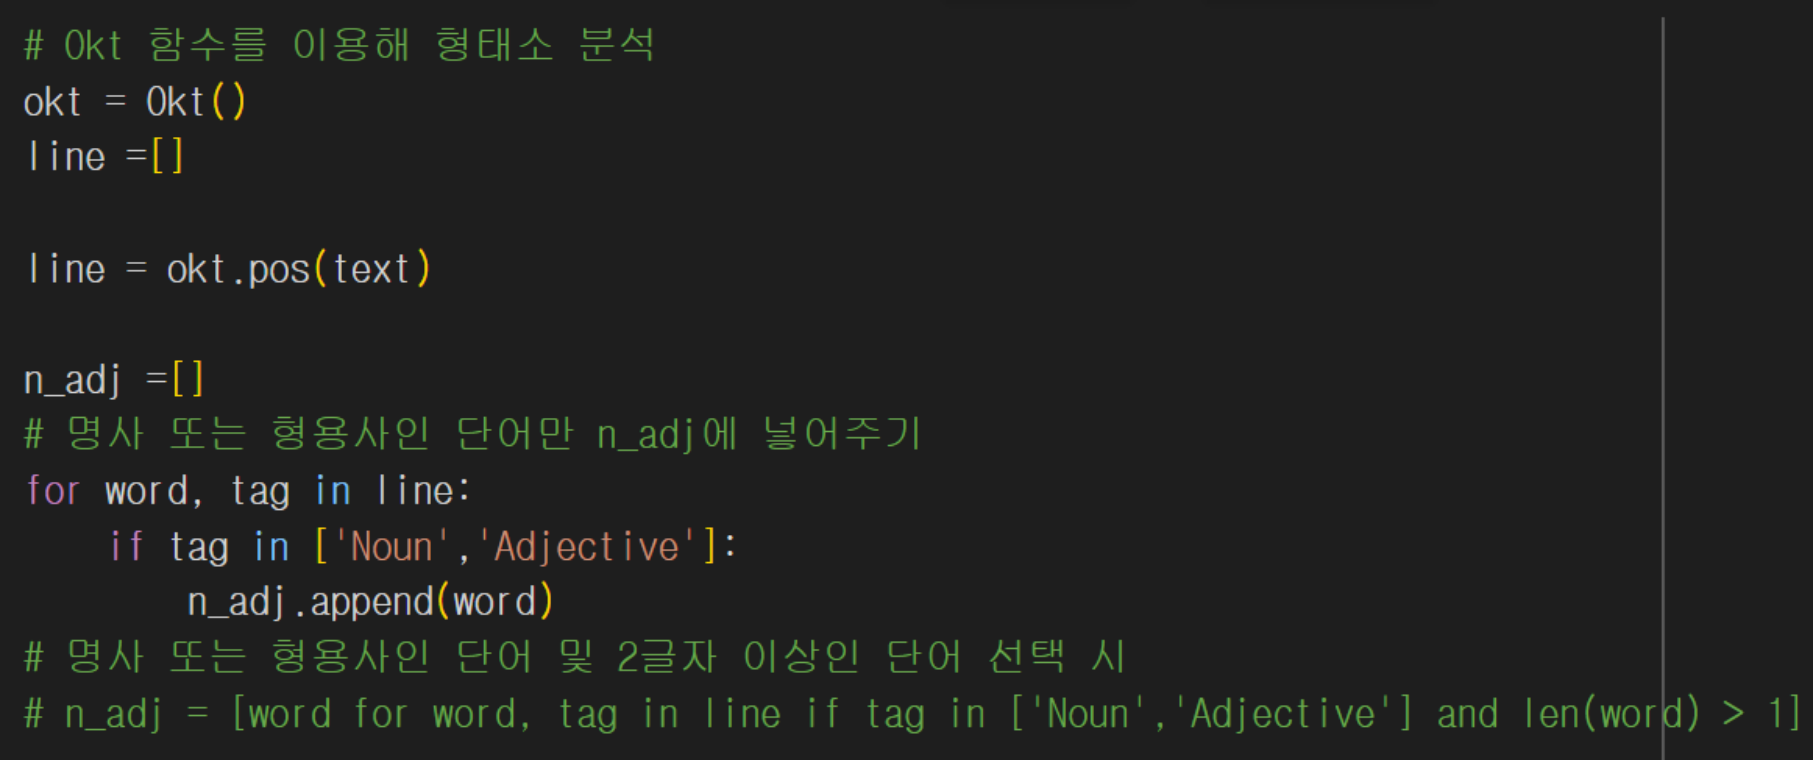 # Okt 함수를 이용해 형태소 분석
okt = Okt()
line =[]
line = okt.pos(text)
n_adj =[]
# 명사 또는 형용사인 단어만 n_adj에 넣어주기
for word, tag in line:
    if tag in ['Noun','Adjective']:
        n_adj.append(word)
# 명사 또는 형용사인 단어 및 2글자 이상인 단어 선택 시
# n_adj = [word for word, tag in line if tag in ['Noun','Adjective'] and len(word) > 1]